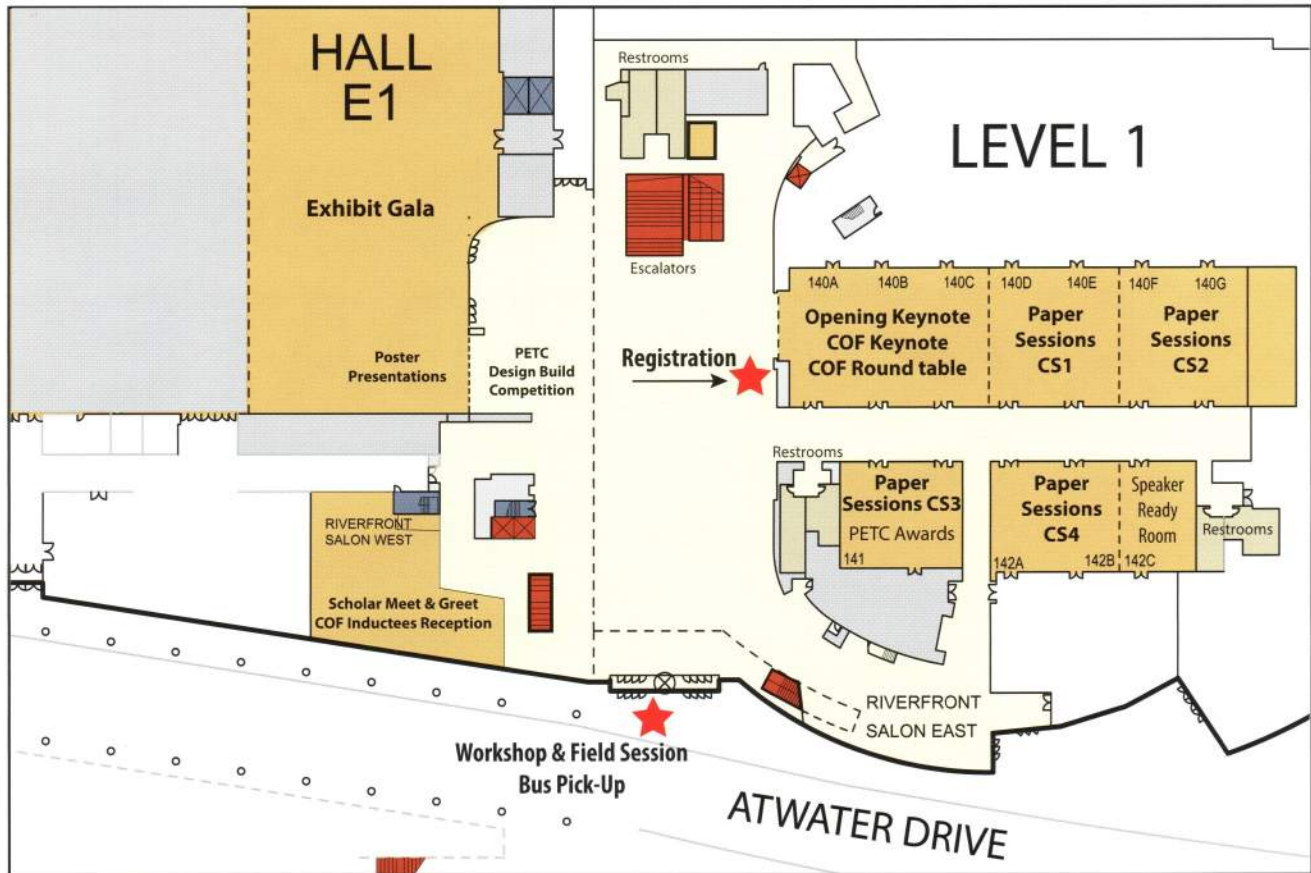 HALL
E1
Exhibit Gala
Poster
Presentations
PETC
Design Build
Competition
Restrooms
Escalators
LEVEL 1
Registration
140A
140B
140C
140D
140E
140F
140G
Opening Keynote
COF Keynote
COF Round table
Paper
Sessions
CS1
Paper
Sessions
CS2
Restrooms
Paper
Sessions CS3
PETC Awards
141
Paper
Sessions
CS4
142A
142B
Speaker
Ready
Room
142C
Restrooms
RIVERFRONT
SALON WEST
Scholar Meet & Greet
COF Inductees Reception
RIVERFRONT
SALON EAST
Workshop & Field Session
Bus Pick-Up
ATWATER DRIVE